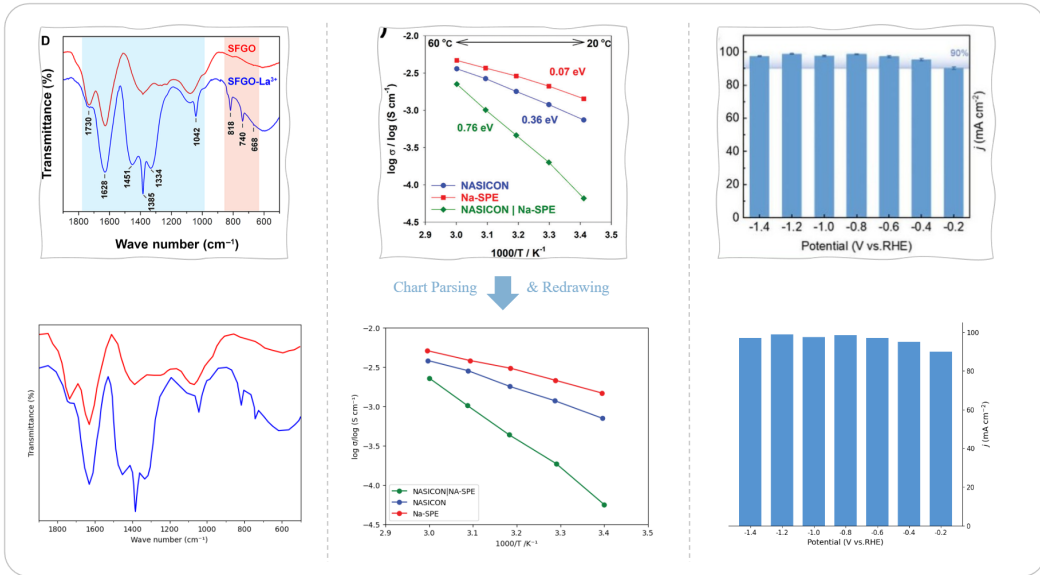 D
SFGO
SFGO-La³⁺
Transmittance (%)
1730
1628
1451
1385
1334
1042
818
740
668
1800 1600 1400 1200 1000 800 600
Wave number (cm⁻¹)
60 °C 20 °C
0.07 eV
0.36 eV
0.76 eV
NASICON
Na-SPE
NASICON | Na-SPE
log σ / log (S cm⁻¹)
-2.0
-2.5
-3.0
-3.5
-4.0
-4.5
2.9 3.0 3.1 3.2 3.3 3.4 3.5
1000/T / K⁻¹
100
80
60
40
20
0
90%
j (mA cm⁻²)
-1.4 -1.2 -1.0 -0.8 -0.6 -0.4 -0.2
Potential (V vs.RHE)
Chart Parsing & Redrawing
Transmittance (%)
1800 1600 1400 1200 1000 800 600
Wave number (cm⁻¹)
log σ/log (S cm⁻¹)
−2.0
−2.5
−3.0
−3.5
−4.0
−4.5
NASICON|NA-SPE
NASICON
Na-SPE
2.9 3.0 3.1 3.2 3.3 3.4 3.5
1000/T /K⁻¹
100
80
60
40
20
0
j (mA cm⁻²)
-1.4 -1.2 -1.0 -0.8 -0.6 -0.4 -0.2
Potential (V vs.RHE)